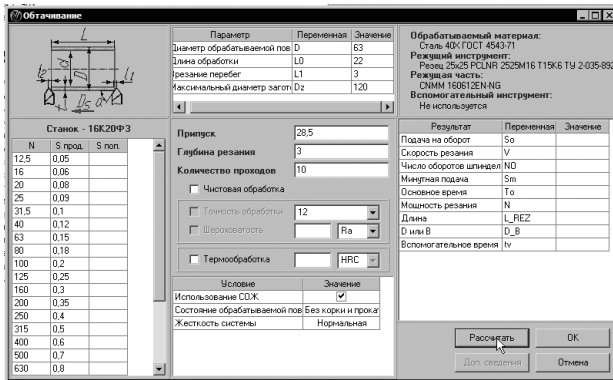 Обтачивание
L
t2
d
D
l1
t
Ds
a
Параметр Переменная Значение
Диаметр обрабатываемой пов D 63
Длина обработки L0 22
Врезание перебег L1 3
Максимальный диаметр загот Dz 120
Обрабатываемый материал:
Сталь 40Х ГОСТ 4543-71
Режущий инструмент:
Резец 25x25 PCLNR 2525M16 T15K6 ТУ 2-035-892
Режущая часть:
CNMM 160612EN-NG
Вспомогательный инструмент:
Не используется
Станок - 16К20Ф3
N S прод. S поп.
12,5 0,05
16 0,06
20 0,08
25 0,09
31,5 0,1
40 0,12
63 0,15
80 0,18
100 0,2
125 0,25
160 0,3
200 0,35
250 0,4
315 0,5
400 0,6
500 0,7
630 0,8
Припуск 28,5
Глубина резания 3
Количество проходов 10
Чистовая обработка
Точность обработки 12
Шероховатость Ra
Термообработка HRC
Условие Значение
Использование СОЖ
Состояние обрабатываемой пов Без корки и прокат
Жесткость системы Нормальная
Результат Переменная Значение
Подача на оборот So
Скорость резания V
Число оборотов шпиндел NO
Минутная подача Sm
Основное время To
Мощность резания N
Длина L_REZ
D или B D_B
Вспомогательное время tv
Рассчитать OK
Доп. сведения Отмена